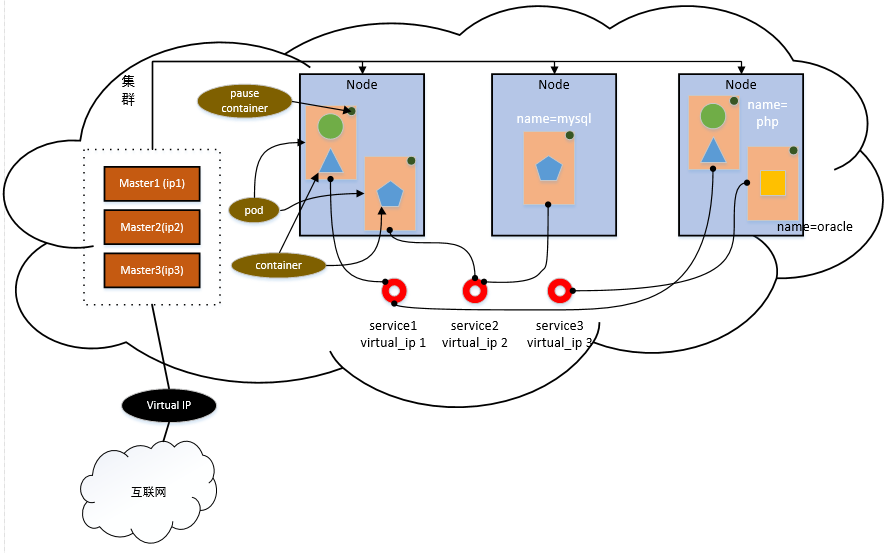 集
群
Node
Node
Node
pause
container
name=mysql
name=
php
Master1 (ip1)
Master2(ip2)
Master3(ip3)
pod
container
name=oracle
service1
virtual_ip 1
service2
virtual_ip 2
service3
virtual_ip 3
Virtual IP
互联网